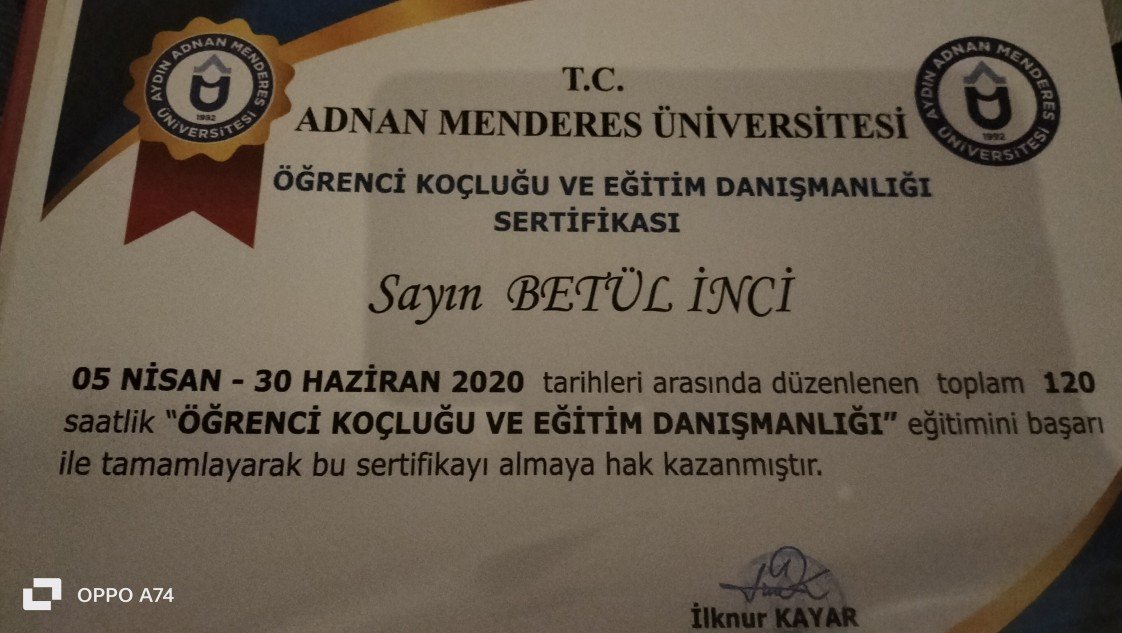 AYDIN ADNAN MENDERES ÜNİVERSİTESİ
1992
AYDIN ADNAN MENDERES ÜNİVERSİTESİ
1992
T.C.
ADNAN MENDERES ÜNİVERSİTESİ
ÖĞRENCİ KOÇLUĞU VE EĞİTİM DANIŞMANLIĞI
SERTİFİKASI
Sayın BETÜL İNCİ
05 NİSAN - 30 HAZİRAN 2020 tarihleri arasında düzenlenen toplam 120
saatlik “ÖĞRENCİ KOÇLUĞU VE EĞİTİM DANIŞMANLIĞI” eğitimini başarı
ile tamamlayarak bu sertifikayı almaya hak kazanmıştır.
İlknur KAYAR
OPPO A74